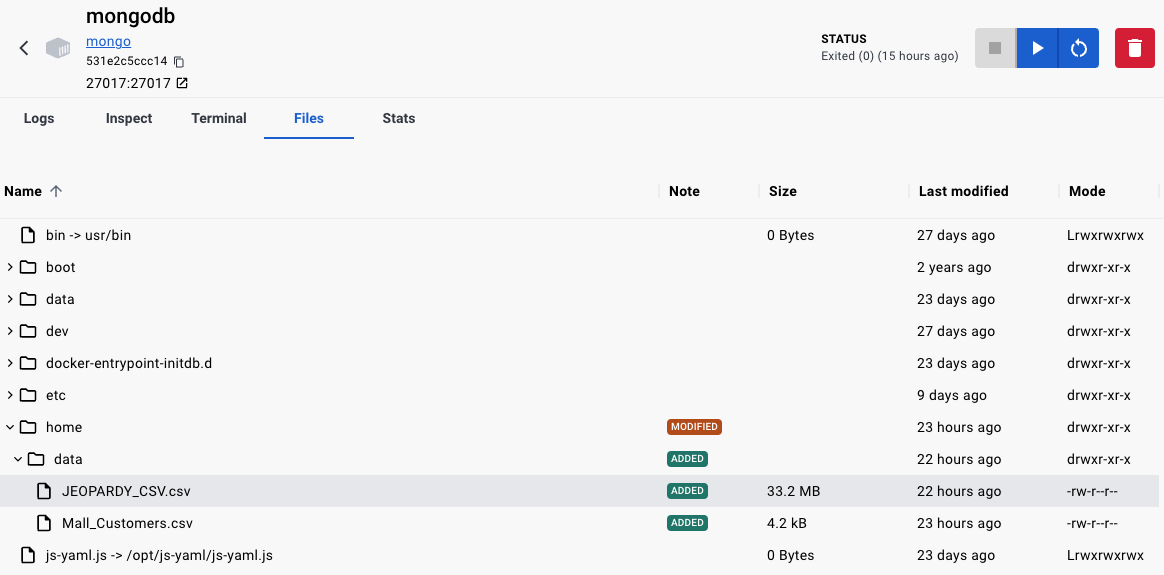 mongodb
mongo
531e2c5ccc14
27017:27017
STATUS
Exited (0) (15 hours ago)
Logs Inspect Terminal Files Stats
Name Note Size Last modified Mode
bin -> usr/bin 0 Bytes 27 days ago Lrwxrwxrwx
boot 2 years ago drwxr-xr-x
data 23 days ago drwxr-xr-x
dev 27 days ago drwxr-xr-x
docker-entrypoint-initdb.d 23 days ago drwxr-xr-x
etc 9 days ago drwxr-xr-x
home MODIFIED 23 hours ago drwxr-xr-x
data ADDED 22 hours ago drwxr-xr-x
JEOPARDY_CSV.csv ADDED 33.2 MB 22 hours ago -rw-r--r--
Mall_Customers.csv ADDED 4.2 kB 23 hours ago -rw-r--r--
js-yaml.js -> /opt/js-yaml/js-yaml.js 0 Bytes 23 days ago Lrwxrwxrwx